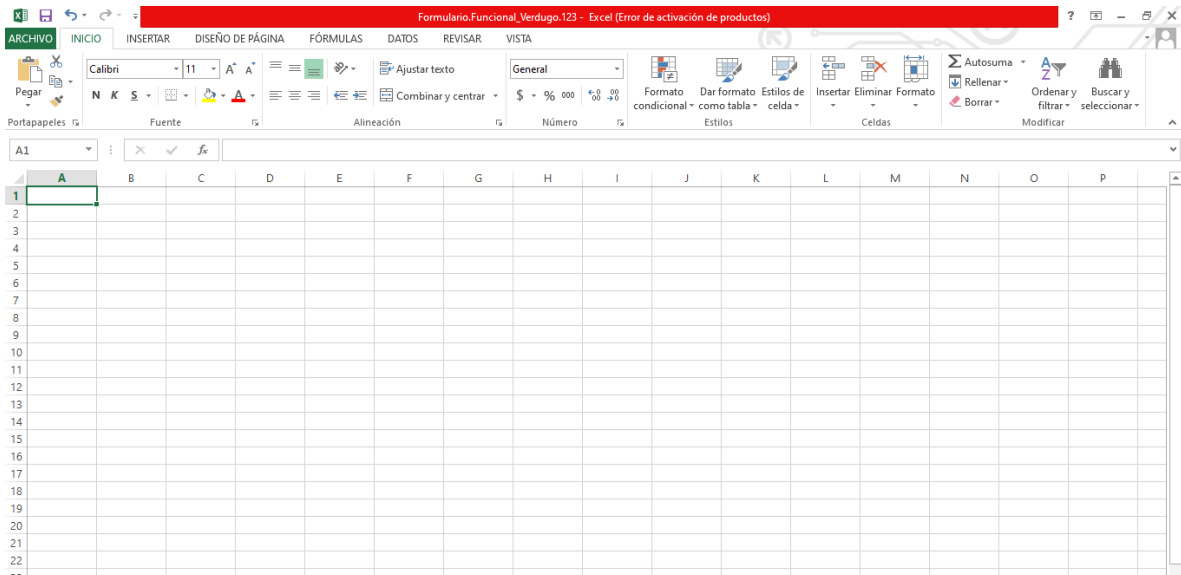 Formulario.Funcional_Verdugo.123 - Excel (Error de activación de productos)
ARCHIVO INICIO INSERTAR DISEÑO DE PÁGINA FÓRMULAS DATOS REVISAR VISTA
Calibri 11 Ajustar texto General Autosuma
Pegar Rellenar
N K S Combinar y centrar $ % 000 Borrar
Formato condicional Dar formato como tabla Estilos de celda Insertar Eliminar Formato Ordenar y filtrar Buscar y seleccionar
Portapapeles Fuente Alineación Número Estilos Celdas Modificar
A1 fx
A B C D E F G H I J K L M N O P
1
2
3
4
5
6
7
8
9
10
11
12
13
14
15
16
17
18
19
20
21
22